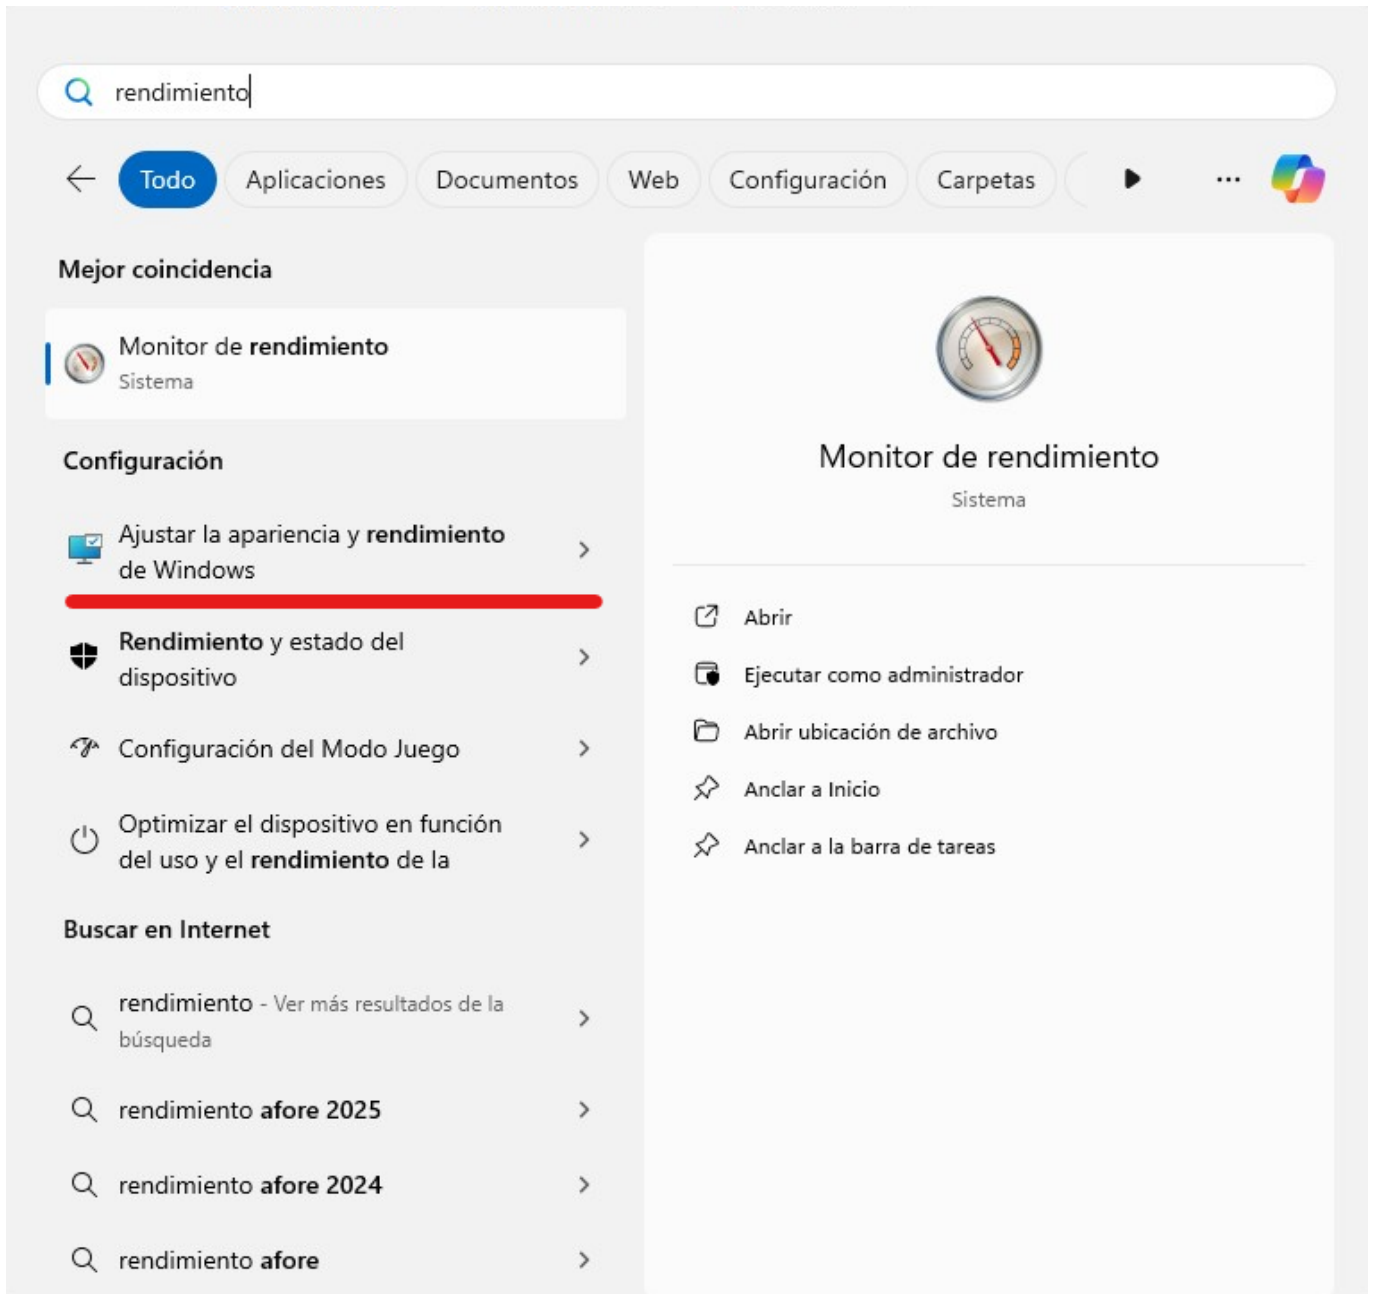 rendimiento
Todo
Aplicaciones
Documentos
Web
Configuración
Carpetas
Mejor coincidencia
Monitor de rendimiento
Sistema
Configuración
Ajustar la apariencia y rendimiento
de Windows
Rendimiento y estado del
dispositivo
Configuración del Modo Juego
Optimizar el dispositivo en función
del uso y el rendimiento de la
Buscar en Internet
rendimiento - Ver más resultados de la
búsqueda
rendimiento afore 2025
rendimiento afore 2024
rendimiento afore
Monitor de rendimiento
Sistema
Abrir
Ejecutar como administrador
Abrir ubicación de archivo
Anclar a Inicio
Anclar a la barra de tareas